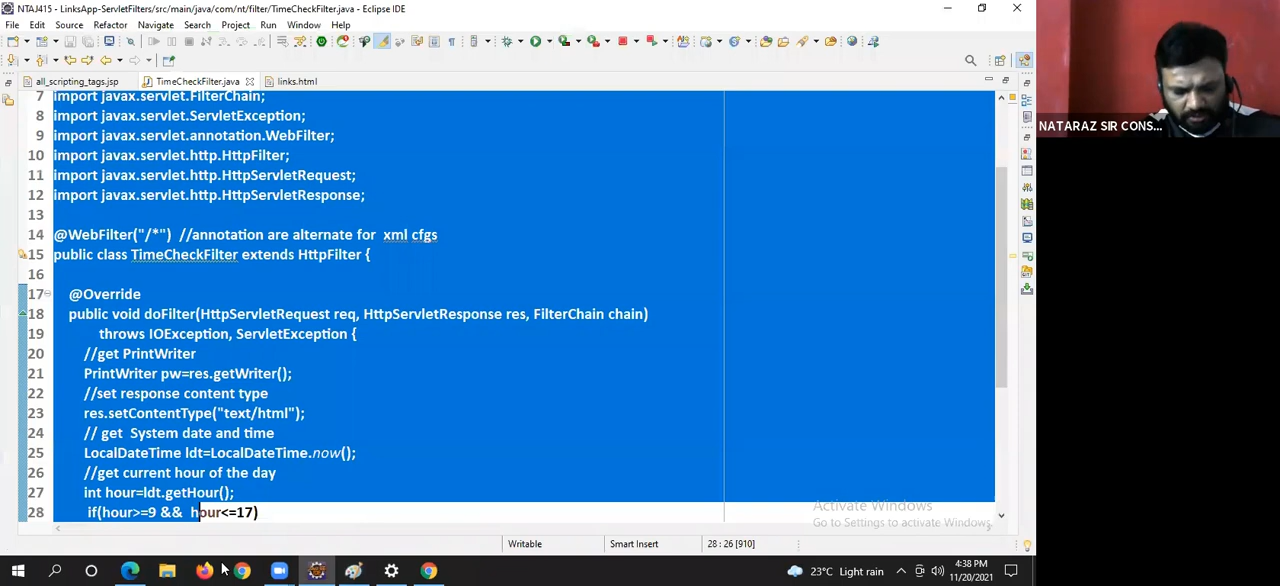 NTAJ415 - LinksApp-ServletFilters/src/main/java/com/nt/filter/TimeCheckFilter.java - Eclipse IDE
File Edit Source Refactor Navigate Search Project Run Window Help
all_scripting_tags.jsp TimeCheckFilter.java links.html
7 import javax.servlet.FilterChain;
8 import javax.servlet.ServletException;
9 import javax.servlet.annotation.WebFilter;
10 import javax.servlet.http.HttpFilter;
11 import javax.servlet.http.HttpServletRequest;
12 import javax.servlet.http.HttpServletResponse;
13
14 @WebFilter("/*") //annotation are alternate for xml cfgs
15 public class TimeCheckFilter extends HttpFilter {
16
17 @Override
18 public void doFilter(HttpServletRequest req, HttpServletResponse res, FilterChain chain)
19 throws IOException, ServletException {
20 //get PrintWriter
21 PrintWriter pw=res.getWriter();
22 //set response content type
23 res.setContentType("text/html");
24 // get System date and time
25 LocalDateTime ldt=LocalDateTime.now();
26 //get current hour of the day
27 int hour=ldt.getHour();
28 if(hour>=9 && hour<=17)
NATARAZ SIR CONS...
Activate Windows
Go to Settings to activate Windows.
Writable Smart Insert 28 : 26 [910]
23°C Light rain
4:38 PM
11/20/2021